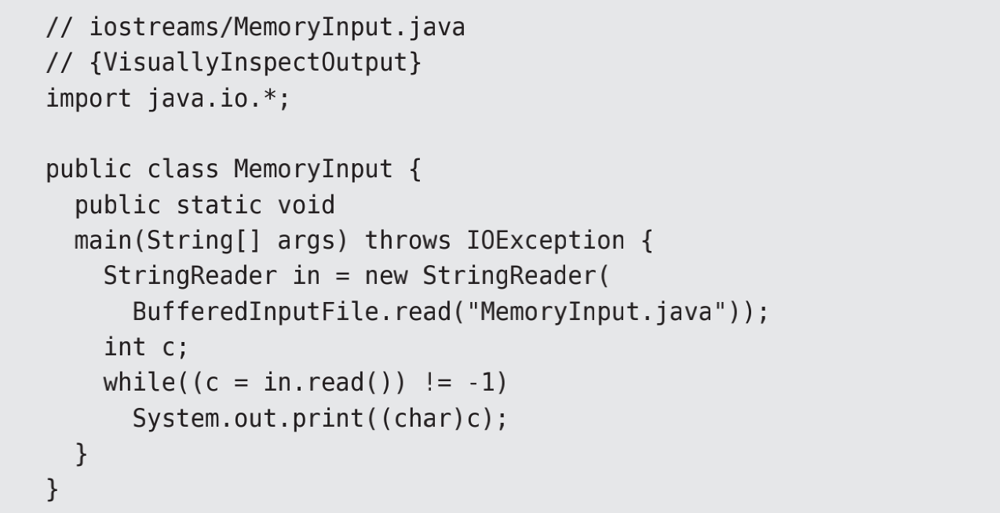 // iostreams/MemoryInput.java
// {VisuallyInspectOutput}
import java.io.*;

public class MemoryInput {
  public static void
  main(String[] args) throws IOException {
    StringReader in = new StringReader(
      BufferedInputFile.read("MemoryInput.java"));
    int c;
    while((c = in.read()) != -1)
      System.out.print((char)c);
  }
}